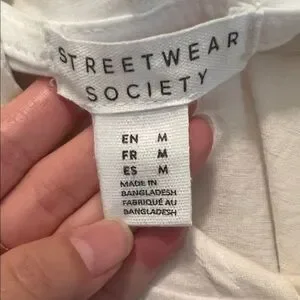 STREETWEAR
SOCIETY
EN M
FR M
ES M
MADE IN
BANGLADESH
FABRIQUÉ AU
BANGLADESH